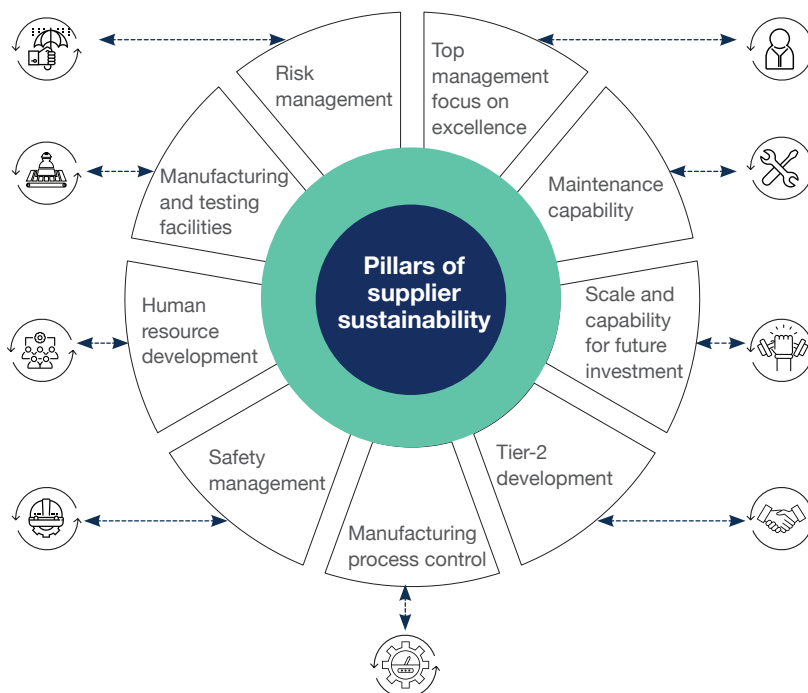 Risk
management
Top
management
focus on
excellence
Manufacturing
and testing
facilities
Maintenance
capability
Pillars of
supplier
sustainability
Human
resource
development
Scale and
capability
for future
investment
Safety
management
Tier-2
development
Manufacturing
process control